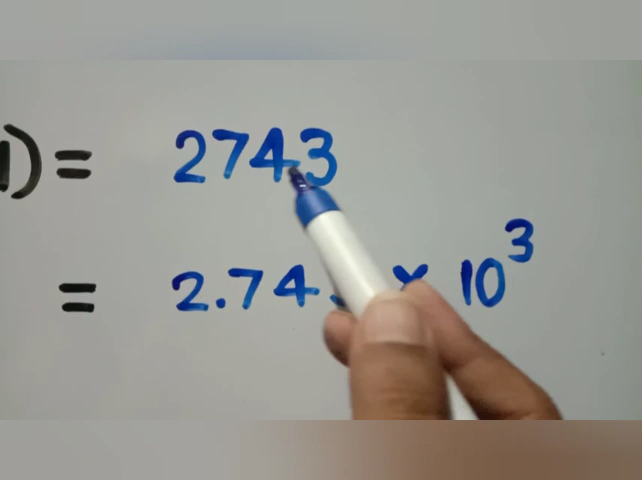 ) = 2743
= 2.74 × 10³